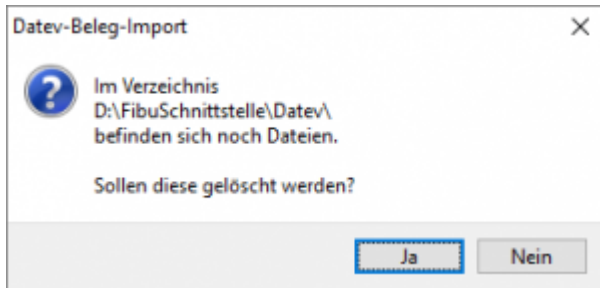 Datev-Beleg-Import
Im Verzeichnis
D:\FibuSchnittstelle\Datev\
befinden sich noch Dateien.
Sollen diese gelöscht werden?
Ja
Nein